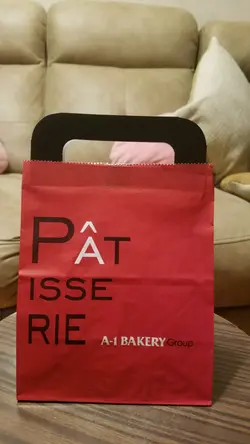 PÂT
ISSE
RIE A-1 BAKERY Group